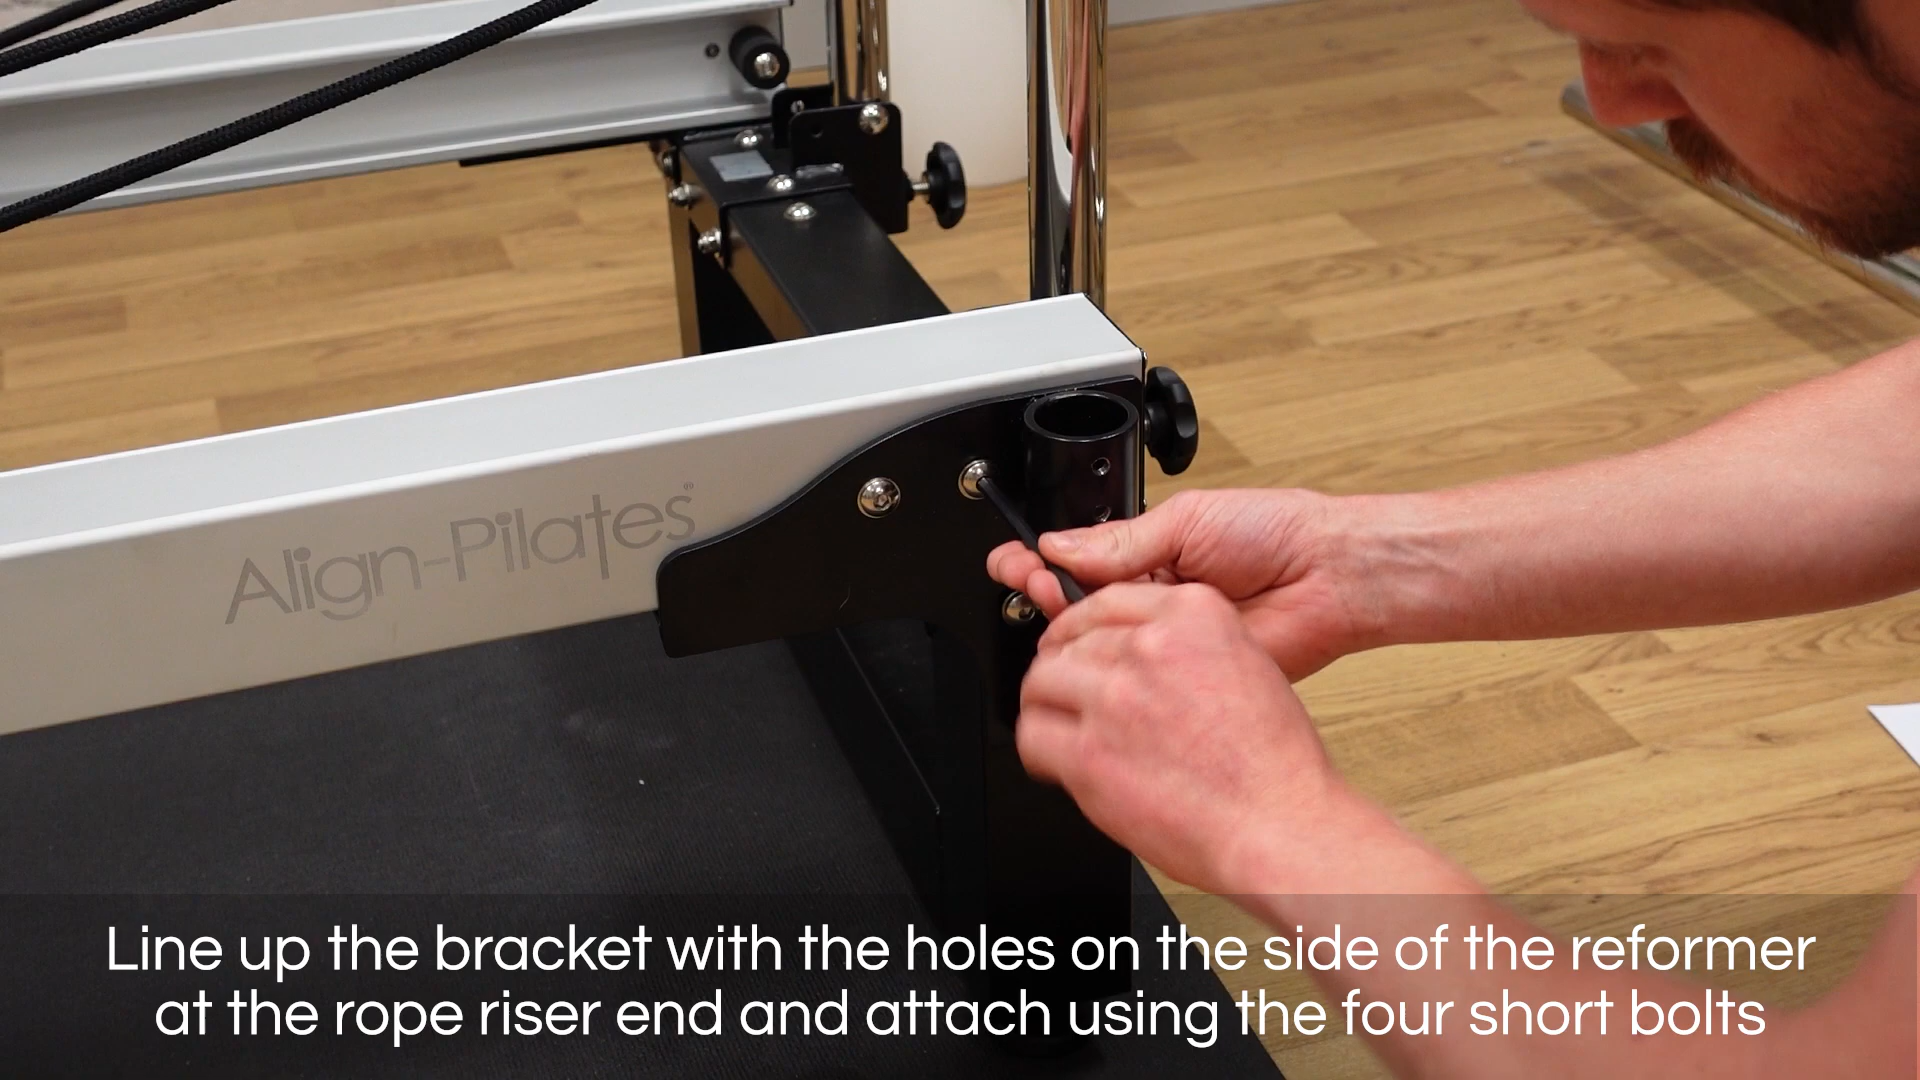 Align-Pilates®
Line up the bracket with the holes on the side of the reformer
at the rope riser end and attach using the four short bolts